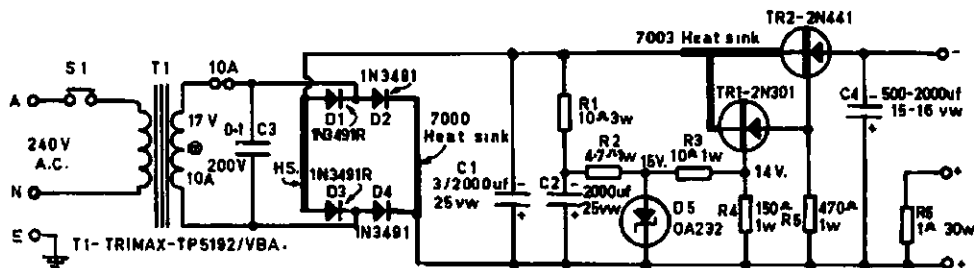 S1
T1
10A
A
240V
A.C.
N
E
17 V
@
10A
0·1
C3
200V
T1- TRIMAX-TP5192/VBA.
1N3491
D1
D2
1N3491R
7000
Heat sink
HS.
1N3491R
D3
D4
1N3491
C1
3/2000uf
25vw
-
+
R1
10Ω 3w
R2
4·7Ω 1w
C2
2000uf
25vw
-
+
15V.
D5
OA232
R3
10Ω 1w
14V.
7003 Heat sink
TR1-2N301
TR2-2N441
R4
150Ω
1w
R5
470Ω
1w
C4
500-2000uf
15-16 vw
-
+
R6
1Ω 30w
-
+
+